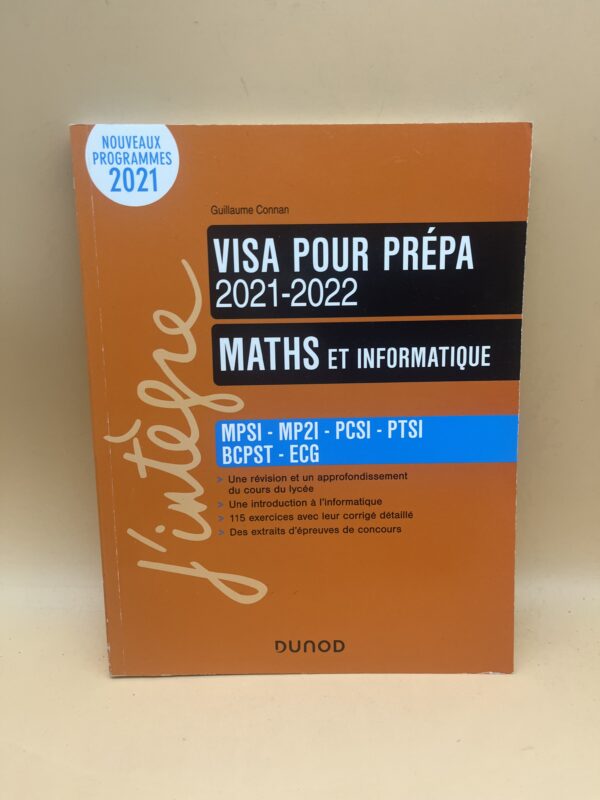 NOUVEAUX
PROGRAMMES
2021
Guillaume Connan
VISA POUR PRÉPA
2021-2022
MATHS ET INFORMATIQUE
j'intègre
MPSI - MP2I - PCSI - PTSI
BCPST - ECG
> Une révision et un approfondissement
du cours du lycée
> Une introduction à l'informatique
> 115 exercices avec leur corrigé détaillé
> Des extraits d'épreuves de concours
DUNOD